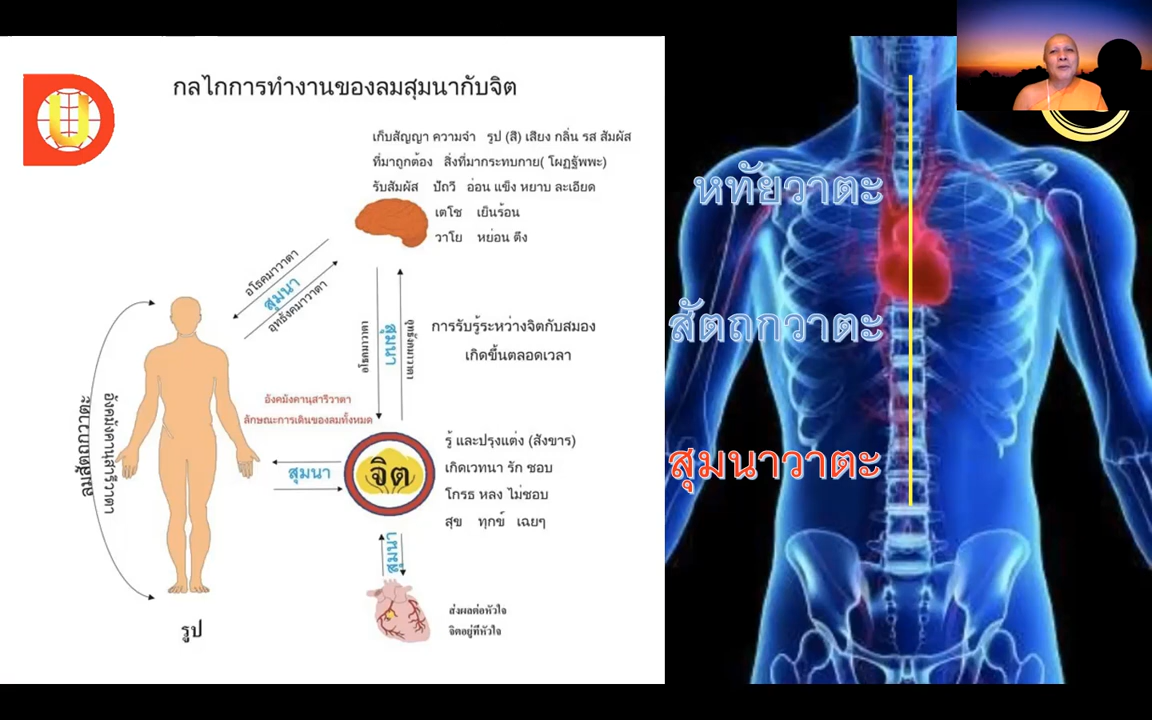 กลไกการทำงานของลมสุมนากับจิต
เก็บสัญญา ความจำ รูป (สี) เสียง กลิ่น รส สัมผัส
ที่มาถูกต้อง สิ่งที่มากระทบกาย( โผฏฐัพพะ)
รับสัมผัส ปัถวี อ่อน แข็ง หยาบ ละเอียด
เตโช เย็นร้อน
วาโย หย่อน ตึง
อโธคมาวาตา
สุมนา
อุทธังคมาวาตา
อโธคมาวาตา
สุมนา
อุทธังคมาวาตา
การรับรู้ระหว่างจิตกับสมอง
เกิดขึ้นตลอดเวลา
ลมสัตถกวาตะ
อังคมังคานุสารีวาตา
อังคมังคานุสารีวาตา
ลักษณะการเดินของลมทั้งหมด
สุมนา
จิต
รู้ และปรุงแต่ง (สังขาร)
เกิดเวทนา รัก ชอบ
โกรธ หลง ไม่ชอบ
สุข ทุกข์ เฉยๆ
สุมนา
ส่งผลต่อหัวใจ
จิตอยู่ที่หัวใจ
รูป
หทัยวาตะ
สัตถกวาตะ
สุมนาวาตะ
U